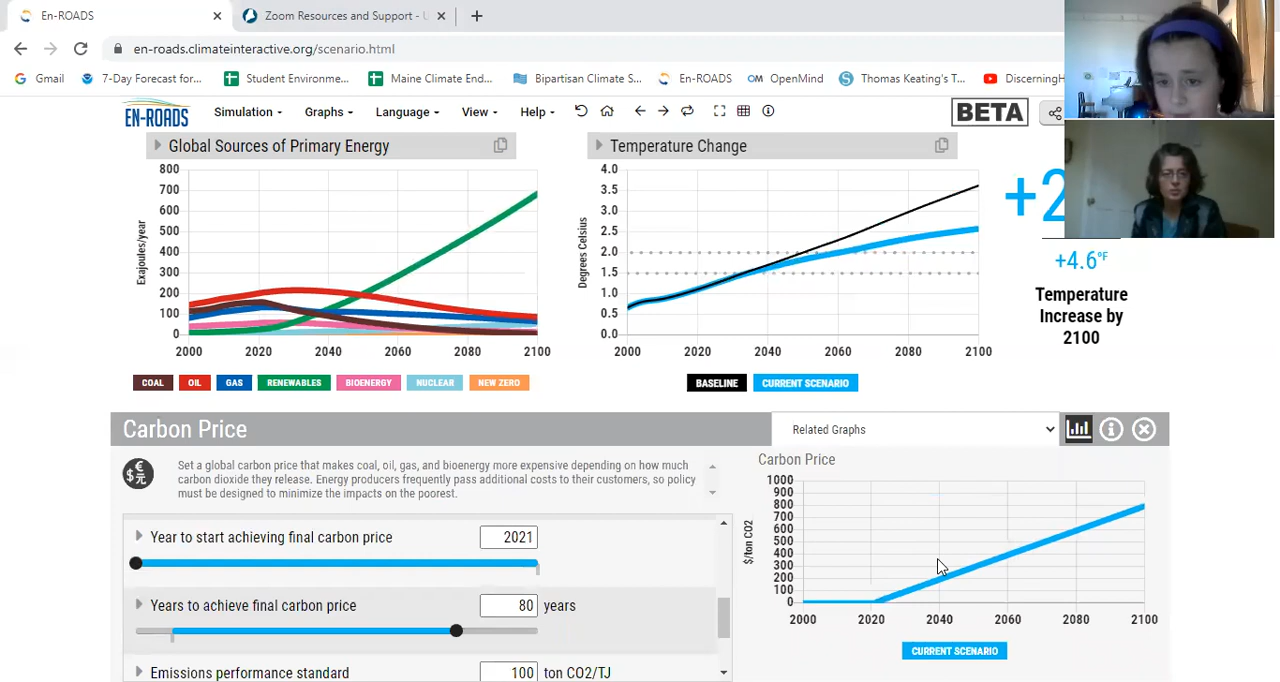 En-ROADS
Zoom Resources and Support - U
en-roads.climateinteractive.org/scenario.html
Gmail
7-Day Forecast for...
Student Environme...
Maine Climate End...
Bipartisan Climate S...
En-ROADS
OM OpenMind
Thomas Keating's T...
DiscerningH
EN-ROADS
Simulation
Graphs
Language
View
Help
BETA
Global Sources of Primary Energy
Exajoules/year
800
700
600
500
400
300
200
100
0
2000 2020 2040 2060 2080 2100
COAL OIL GAS RENEWABLES BIOENERGY NUCLEAR NEW ZERO
Temperature Change
Degrees Celsius
4.0
3.5
3.0
2.5
2.0
1.5
1.0
0.5
0.0
2000 2020 2040 2060 2080 2100
BASELINE CURRENT SCENARIO
+2
+4.6°F
Temperature
Increase by
2100
Carbon Price
Related Graphs
Set a global carbon price that makes coal, oil, gas, and bioenergy more expensive depending on how much
carbon dioxide they release. Energy producers frequently pass additional costs to their customers, so policy
must be designed to minimize the impacts on the poorest.
Year to start achieving final carbon price 2021
Years to achieve final carbon price 80 years
Emissions performance standard 100 ton CO2/TJ
Carbon Price
$/ton CO2
1000
900
800
700
600
500
400
300
200
100
0
2000 2020 2040 2060 2080 2100
CURRENT SCENARIO